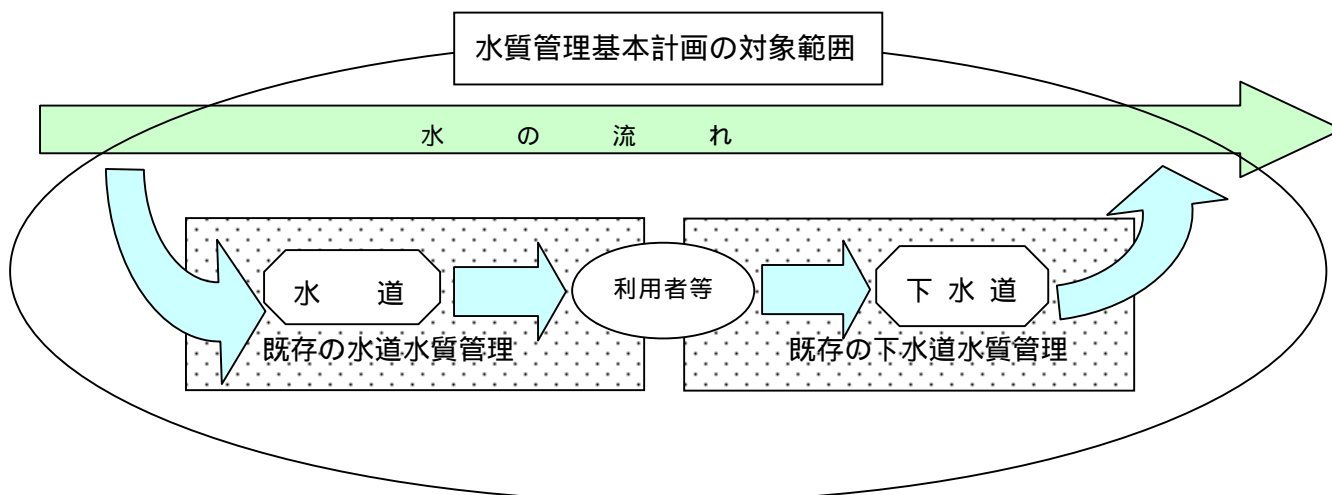 水質管理基本計画の対象範囲
水の流れ
水道
利用者等
下水道
既存の水道水質管理
既存の下水道水質管理